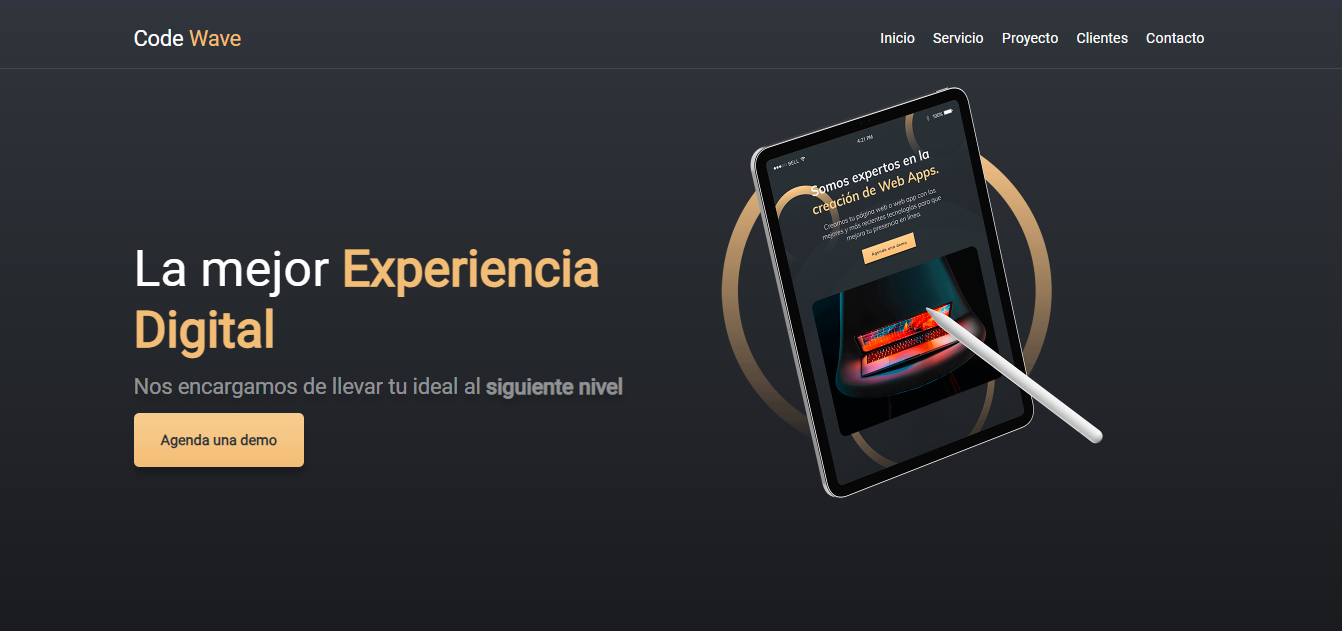 Code Wave
Inicio Servicio Proyecto Clientes Contacto
La mejor Experiencia
Digital
Nos encargamos de llevar tu ideal al siguiente nivel
Agenda una demo
BELL
4:21 PM
100%
Somos expertos en la
creación de Web Apps.
Creamos tu página web o web app con las
mejores y más recientes tecnologías para que
mejora tu presencia en línea.
Agenda una demo